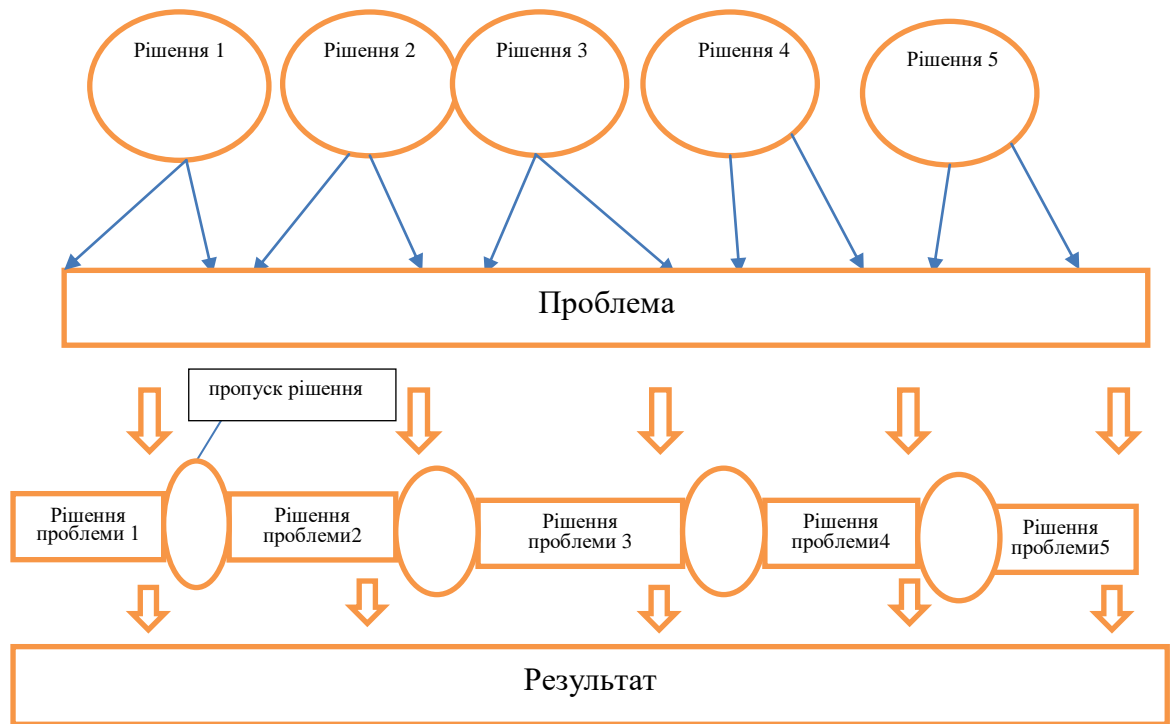 Рішення 1
Рішення 2
Рішення 3
Рішення 4
Рішення 5
Проблема
пропуск рішення
Рішення
проблеми 1
Рішення
проблеми2
Рішення
проблеми 3
Рішення
проблеми4
Рішення
проблеми5
Результат